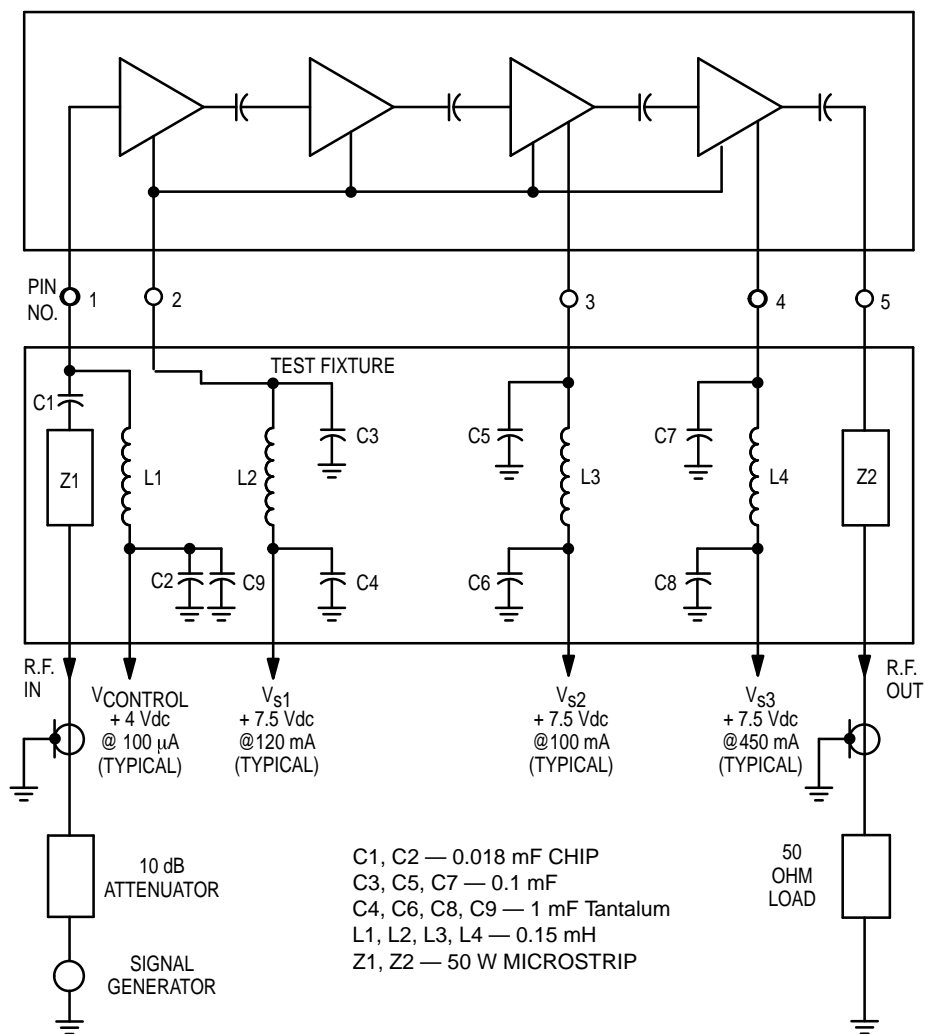 PIN
NO.
1
2
3
4
5
TEST FIXTURE
C1
C3
C5
C7
Z1
L1
L2
L3
L4
Z2
C2
C9
C4
C6
C8
R.F.
IN
VCONTROL
+ 4 Vdc
@ 100 μA
(TYPICAL)
Vs1
+ 7.5 Vdc
@120 mA
(TYPICAL)
Vs2
+ 7.5 Vdc
@100 mA
(TYPICAL)
Vs3
+ 7.5 Vdc
@450 mA
(TYPICAL)
R.F.
OUT
10 dB
ATTENUATOR
SIGNAL
GENERATOR
C1, C2 — 0.018 mF CHIP
C3, C5, C7 — 0.1 mF
C4, C6, C8, C9 — 1 mF Tantalum
L1, L2, L3, L4 — 0.15 mH
Z1, Z2 — 50 W MICROSTRIP
50
OHM
LOAD